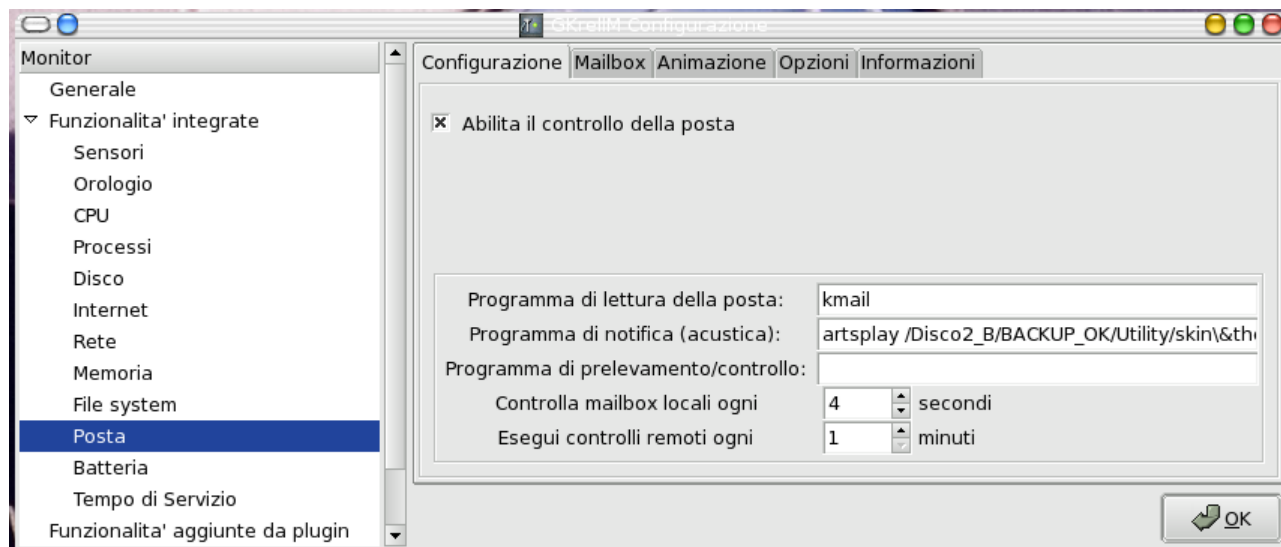 GKrellM Configurazione
Monitor
Generale
Funzionalita' integrate
Sensori
Orologio
CPU
Processi
Disco
Internet
Rete
Memoria
File system
Posta
Batteria
Tempo di Servizio
Funzionalita' aggiunte da plugin
Configurazione Mailbox Animazione Opzioni Informazioni
Abilita il controllo della posta
Programma di lettura della posta: kmail
Programma di notifica (acustica): artsplay /Disco2_B/BACKUP_OK/Utility/skin\&the
Programma di prelevamento/controllo:
Controlla mailbox locali ogni 4 secondi
Esegui controlli remoti ogni 1 minuti
OK